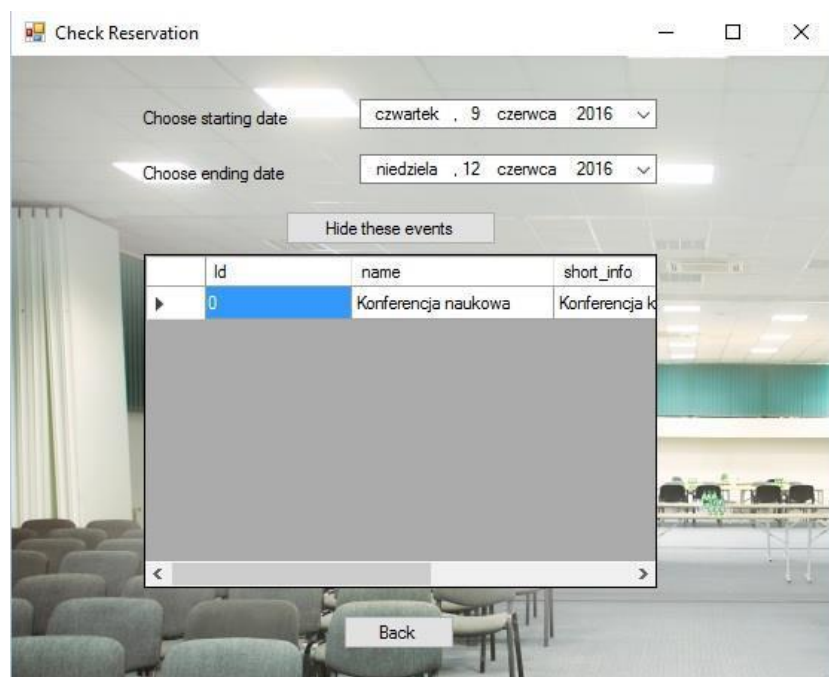 Check Reservation
Choose starting date
czwartek , 9 czerwca 2016
Choose ending date
niedziela , 12 czerwca 2016
Hide these events
Id name short_info
0 Konferencja naukowa Konferencja k
Back